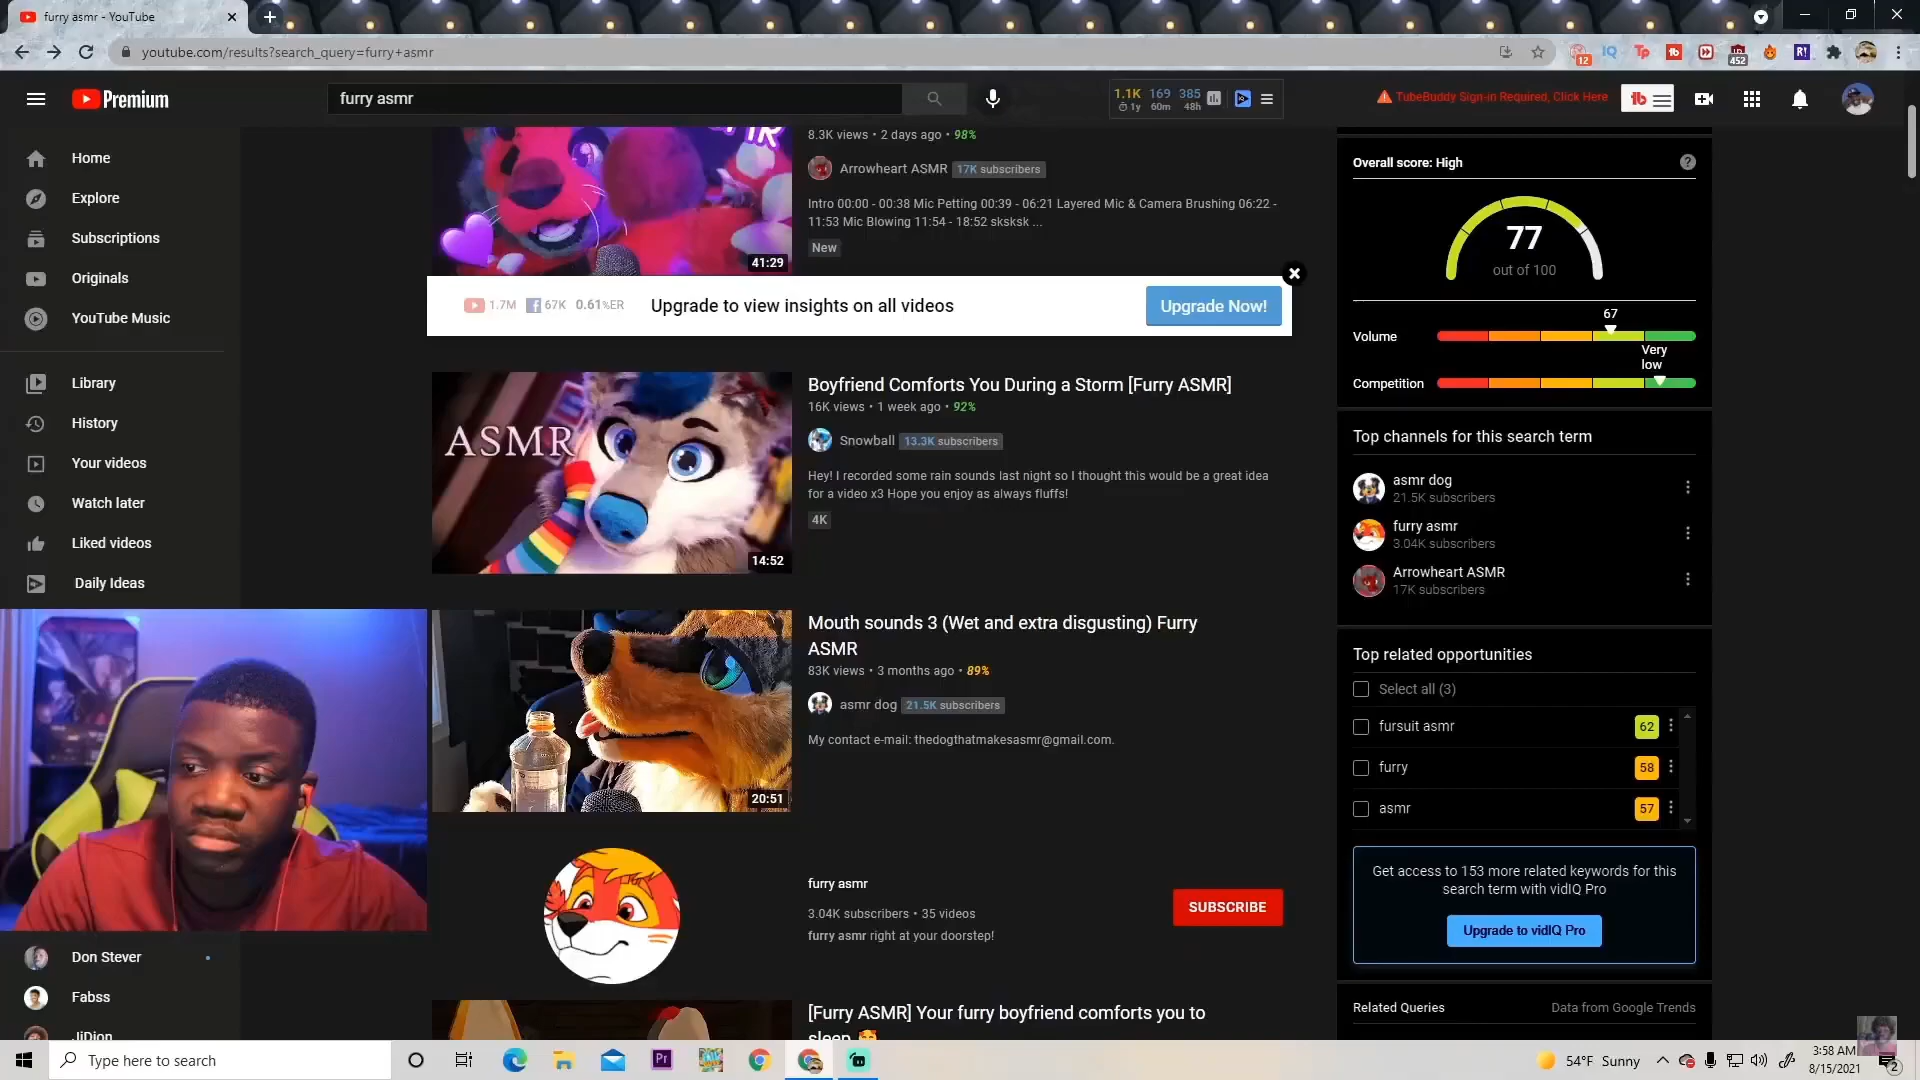 furry asmr - YouTube
youtube.com/results?search_query=furry+asmr
12
452
Premium
furry asmr
1.1K 169 385
1y 60m 48h
TubeBuddy Sign-in Required, Click Here
Home
Explore
Subscriptions
Originals
YouTube Music
Library
History
Your videos
Watch later
Liked videos
Daily Ideas
Don Stever
Fabss
JiDion
41:29
8.3K views • 2 days ago • 98%
Arrowheart ASMR 17K subscribers
Intro 00:00 - 00:38 Mic Petting 00:39 - 06:21 Layered Mic & Camera Brushing 06:22 -
11:53 Mic Blowing 11:54 - 18:52 sksksk ...
New
1.7M 67K 0.61%ER Upgrade to view insights on all videos Upgrade Now!
ASMR
14:52
Boyfriend Comforts You During a Storm [Furry ASMR]
16K views • 1 week ago • 92%
Snowball 13.3K subscribers
Hey! I recorded some rain sounds last night so I thought this would be a great idea
for a video x3 Hope you enjoy as always fluffs!
4K
20:51
Mouth sounds 3 (Wet and extra disgusting) Furry
ASMR
83K views • 3 months ago • 89%
asmr dog 21.5K subscribers
My contact e-mail: thedogthatmakesasmr@gmail.com.
furry asmr
3.04K subscribers • 35 videos
furry asmr right at your doorstep!
SUBSCRIBE
[Furry ASMR] Your furry boyfriend comforts you to
sleep
Overall score: High
77
out of 100
67
Volume
Very
low
Competition
Top channels for this search term
asmr dog
21.5K subscribers
furry asmr
3.04K subscribers
Arrowheart ASMR
17K subscribers
Top related opportunities
Select all (3)
fursuit asmr 62
furry 58
asmr 57
Get access to 153 more related keywords for this
search term with vidIQ Pro
Upgrade to vidIQ Pro
Related Queries Data from Google Trends
Type here to search
Pr
54°F Sunny
3:58 AM
8/15/2021
2